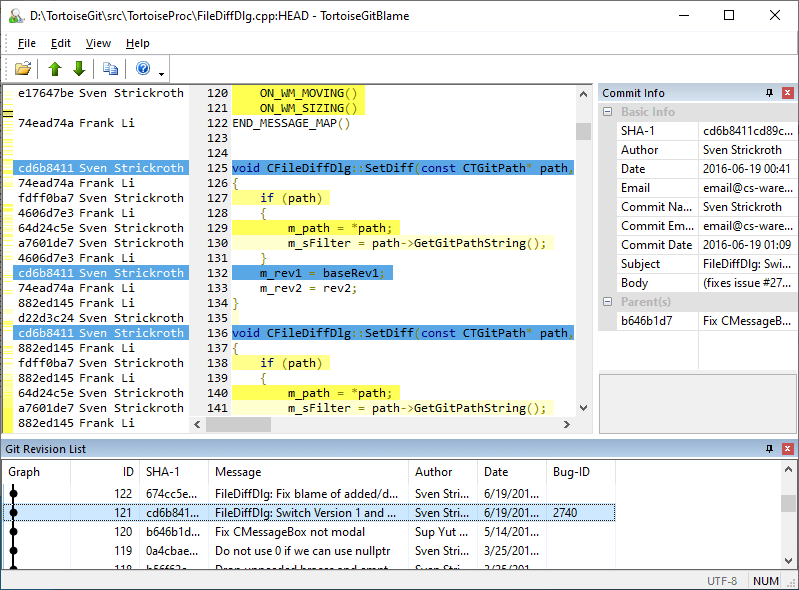 D:\TortoiseGit\src\TortoiseProc\FileDiffDlg.cpp:HEAD - TortoiseGitBlame
File Edit View Help
e17647be Sven Strickroth 120 ON_WM_MOVING()
121 ON_WM_SIZING()
74ead74a Frank Li 122 END_MESSAGE_MAP()
123
124
cd6b8411 Sven Strickroth 125 void CFileDiffDlg::SetDiff(const CTGitPath* path,
74ead74a Frank Li 126 {
fdff0ba7 Sven Strickroth 127 if (path)
4606d7e3 Frank Li 128 {
64d24c5e Sven Strickroth 129 m_path = *path;
a7601de7 Sven Strickroth 130 m_sFilter = path->GetGitPathString();
4606d7e3 Frank Li 131 }
cd6b8411 Sven Strickroth 132 m_rev1 = baseRev1;
74ead74a Frank Li 133 m_rev2 = rev2;
882ed145 Frank Li 134 }
d22d3c24 Sven Strickroth 135
cd6b8411 Sven Strickroth 136 void CFileDiffDlg::SetDiff(const CTGitPath* path,
882ed145 Frank Li 137 {
fdff0ba7 Sven Strickroth 138 if (path)
882ed145 Frank Li 139 {
64d24c5e Sven Strickroth 140 m_path = *path;
a7601de7 Sven Strickroth 141 m_sFilter = path->GetGitPathString();
882ed145 Frank Li
Commit Info
Basic Info
SHA-1 cd6b8411cd89c...
Author Sven Strickroth
Date 2016-06-19 00:41
Email email@cs-ware...
Commit Na... Sven Strickroth
Commit Em... email@cs-ware...
Commit Date 2016-06-19 01:09
Subject FileDiffDlg: Swi...
Body (fixes issue #27...
Parent(s)
b646b1d7 Fix CMessageB...
Git Revision List
Graph ID SHA-1 Message Author Date Bug-ID
122 674cc5e... FileDiffDlg: Fix blame of added/d... Sven Stri... 6/19/201...
121 cd6b841... FileDiffDlg: Switch Version 1 and ... Sven Stri... 6/19/201... 2740
120 b646b1d... Fix CMessageBox not modal Sup Yut ... 5/14/201...
119 0a4cbae... Do not use 0 if we can use nullptr Sven Stri... 3/25/201...
UTF-8 NUM